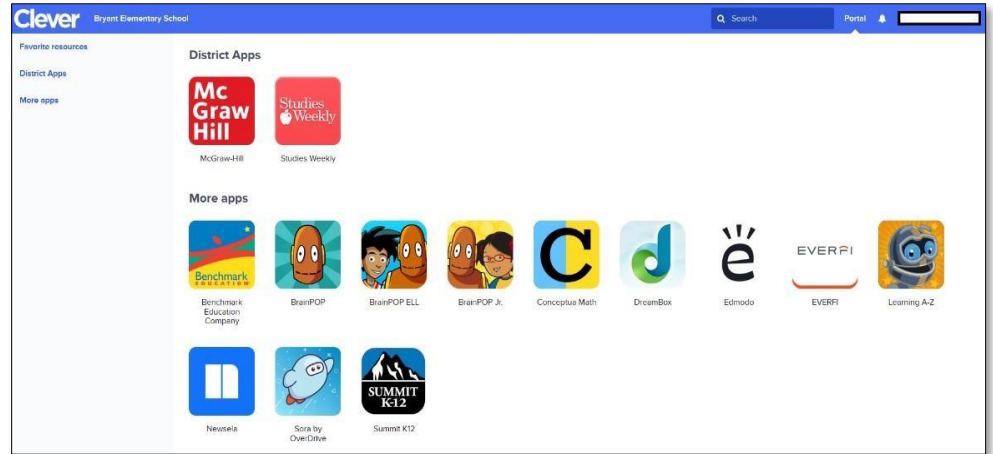 Clever Bryant Elementary School Search Portal
Favorite resources
District Apps
More apps
District Apps
Mc
Graw
Hill
Studies
Weekly
McGraw-Hill
Studies Weekly
More apps
Benchmark
EDUCATION
C
ë
EVERFI
Benchmark
Education
Company
BrainPOP
BrainPOP ELL
BrainPOP Jr.
Conceptua Math
DreamBox
Edmodo
EVERFI
Learning A-Z
SUMMIT
K-12
Newsela
Sora by
OverDrive
Summit K12